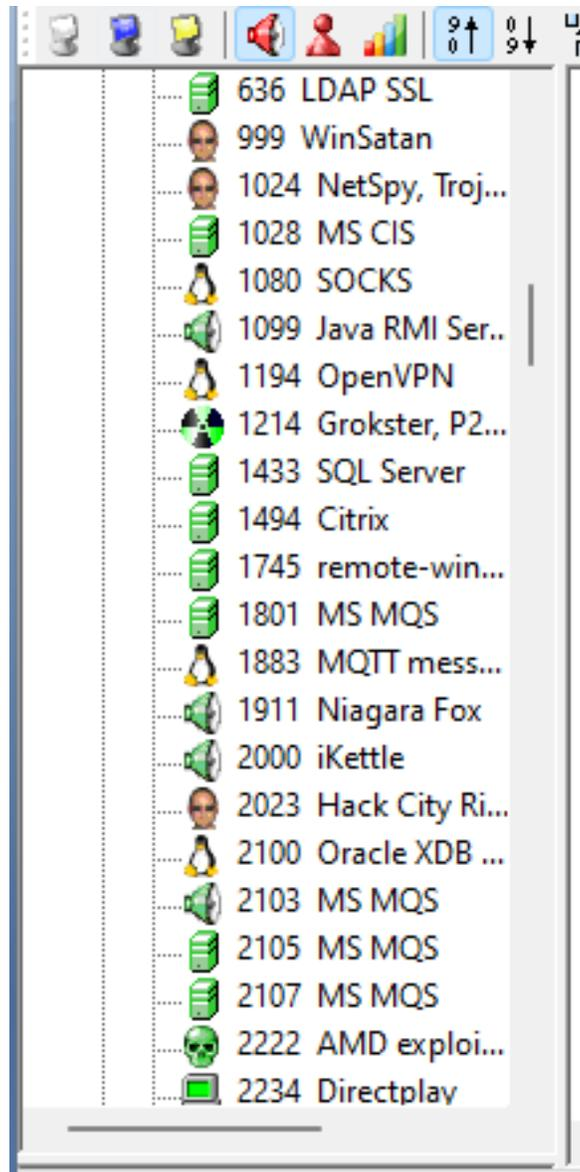 636 LDAP SSL
999 WinSatan
1024 NetSpy, Troj...
1028 MS CIS
1080 SOCKS
1099 Java RMI Ser..
1194 OpenVPN
1214 Grokster, P2...
1433 SQL Server
1494 Citrix
1745 remote-win...
1801 MS MQS
1883 MQTT mess...
1911 Niagara Fox
2000 iKettle
2023 Hack City Ri...
2100 Oracle XDB ...
2103 MS MQS
2105 MS MQS
2107 MS MQS
2222 AMD exploi...
2234 Directplay